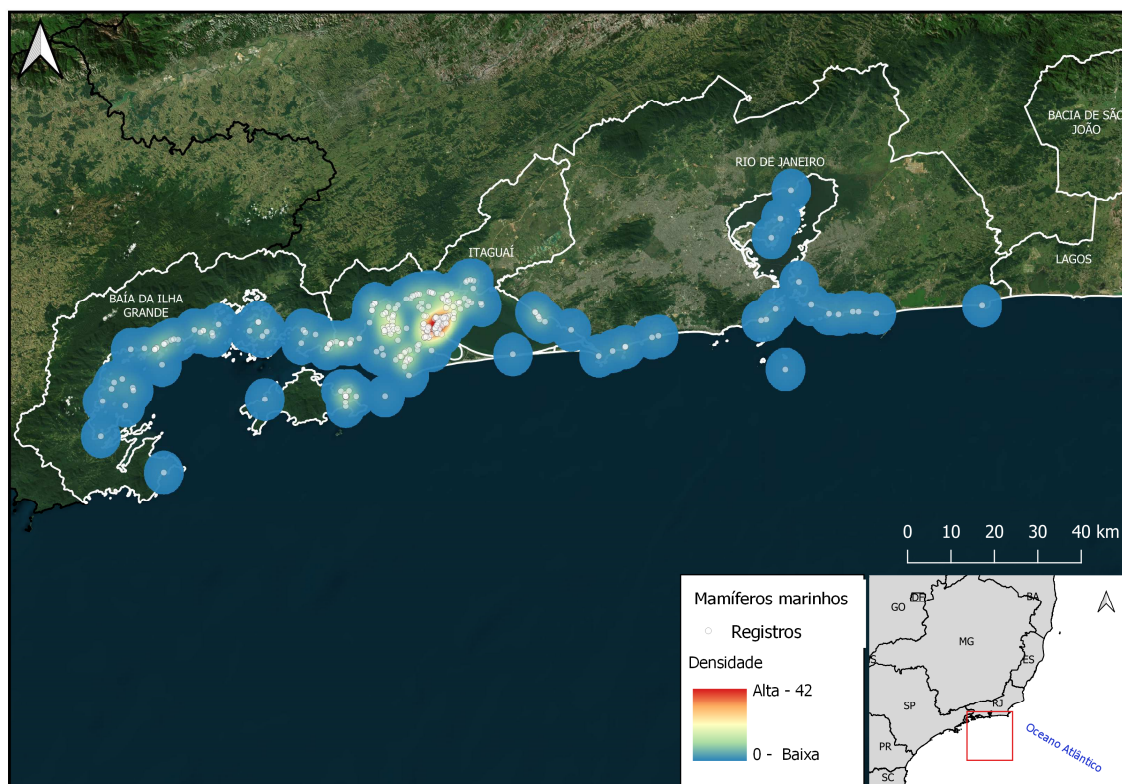 BACIA DE SÃO
JOÃO
RIO DE JANEIRO
ITAGUAÍ
LAGOS
BAÍA DA ILHA
GRANDE
0 10 20 30 40 km
Mamíferos marinhos
Registros
Densidade
Alta - 42
0 - Baixa
GO
DF
BA
MG
ES
S
SP
RJ
PR
SC
Oceano Atlântico